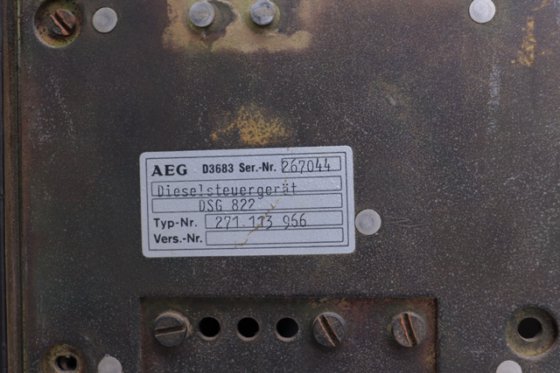 AEG D3683 Ser.-Nr. 267044
Dieselsteuergerät
DSG 822
Typ-Nr. 271.113 956
Vers.-Nr.